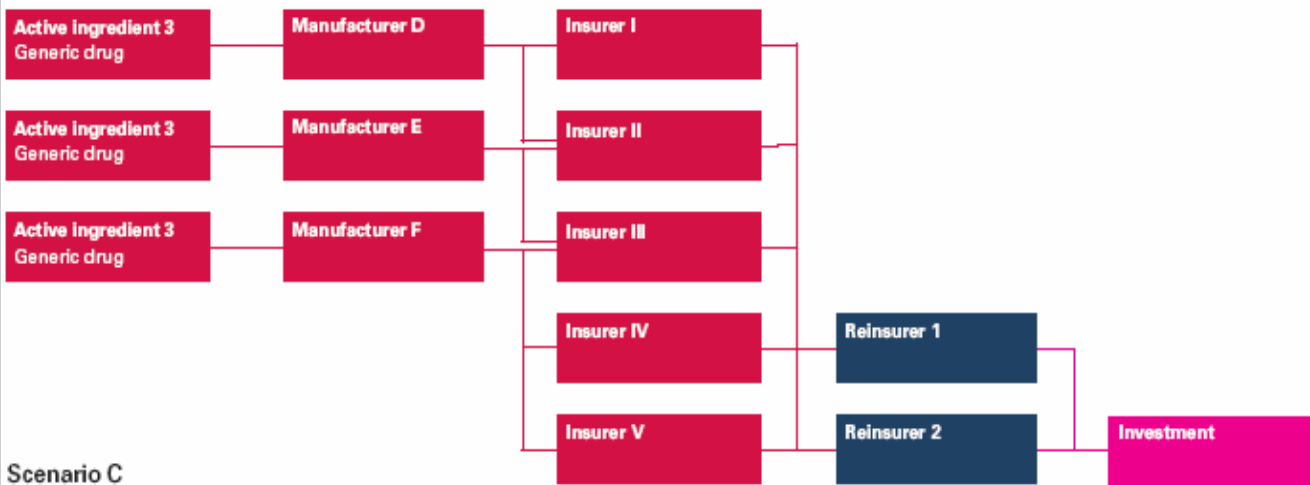 Active ingredient 3
Generic drug
Manufacturer D
Insurer I
Active ingredient 3
Generic drug
Manufacturer E
Insurer II
Active ingredient 3
Generic drug
Manufacturer F
Insurer III
Insurer IV
Reinsurer 1
Insurer V
Reinsurer 2
Investment
Scenario C